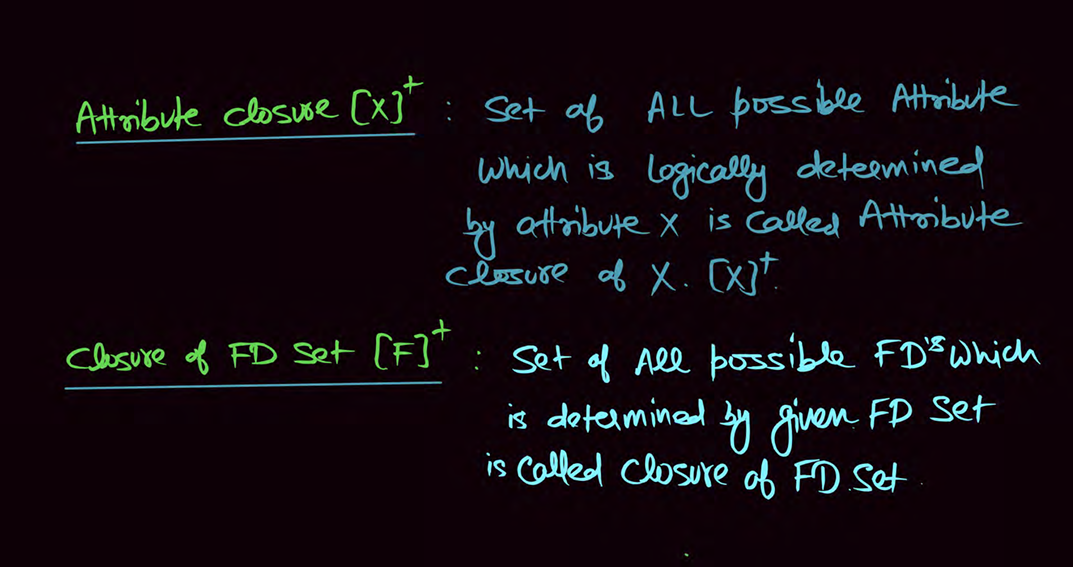 Attribute closure [X]⁺ : Set of ALL possible Attribute
Which is logically determined
by attribute X is called Attribute
Closure of X. [X]⁺.
Closure of FD Set [F]⁺ : Set of All possible FD's Which
is determined by given FD Set
is called Closure of FD Set.